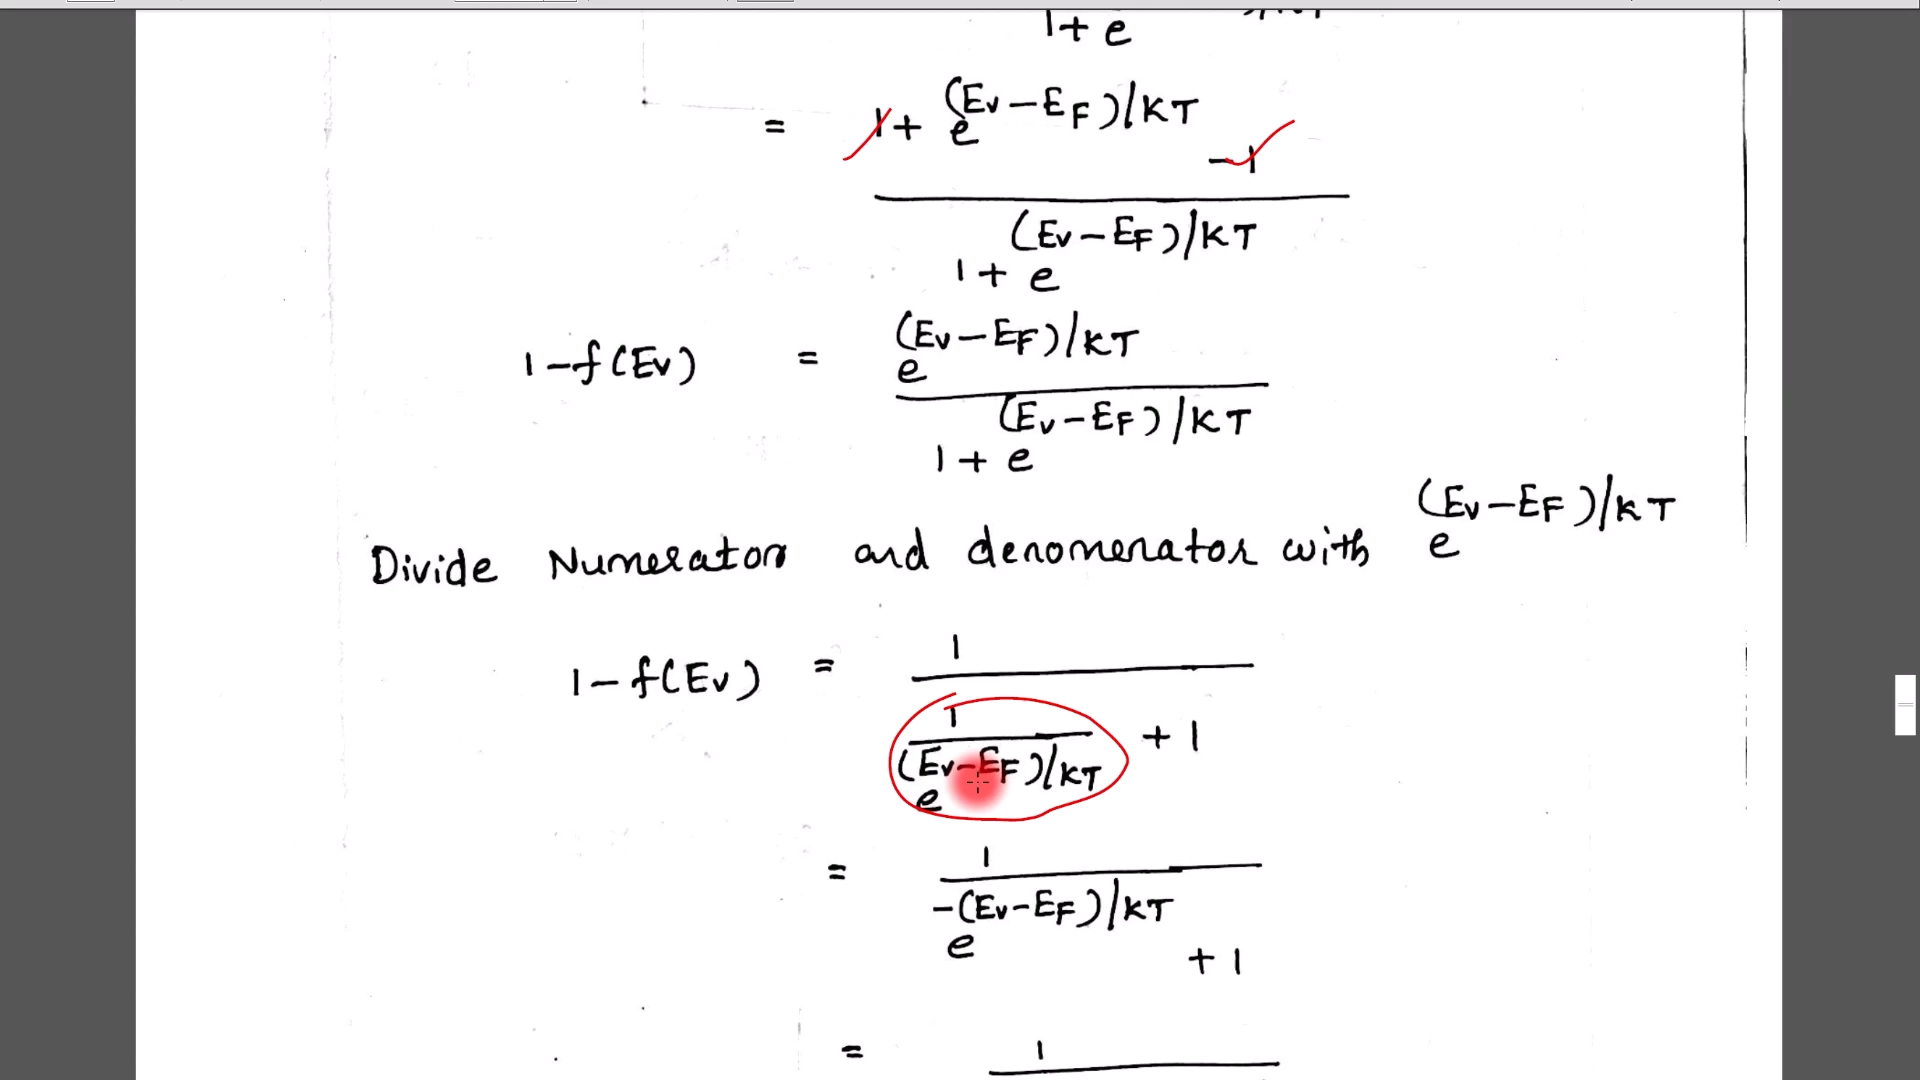 1 + e
= 1 + e^(Ev – EF)/KT – 1
1 + e^(Ev – EF)/KT
1 – f(Ev) = e^(Ev – EF)/KT
1 + e^(Ev – EF)/KT
Divide Numerator and denomenator with e^(Ev – EF)/KT
1 – f(Ev) = 1
1
e^(Ev – EF)/KT + 1
= 1
e^–(Ev – EF)/KT + 1
= 1